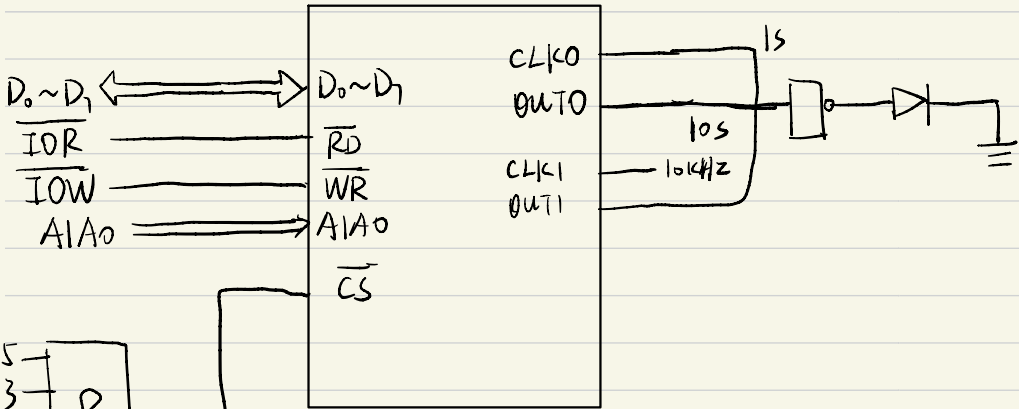 CLK0
1s
D₀~D₇
D₀~D₇
OUT0
10s
IOR
RD
CLK1
10KHZ
IOW
WR
OUT1
A1A0
A1A0
CS
5
3